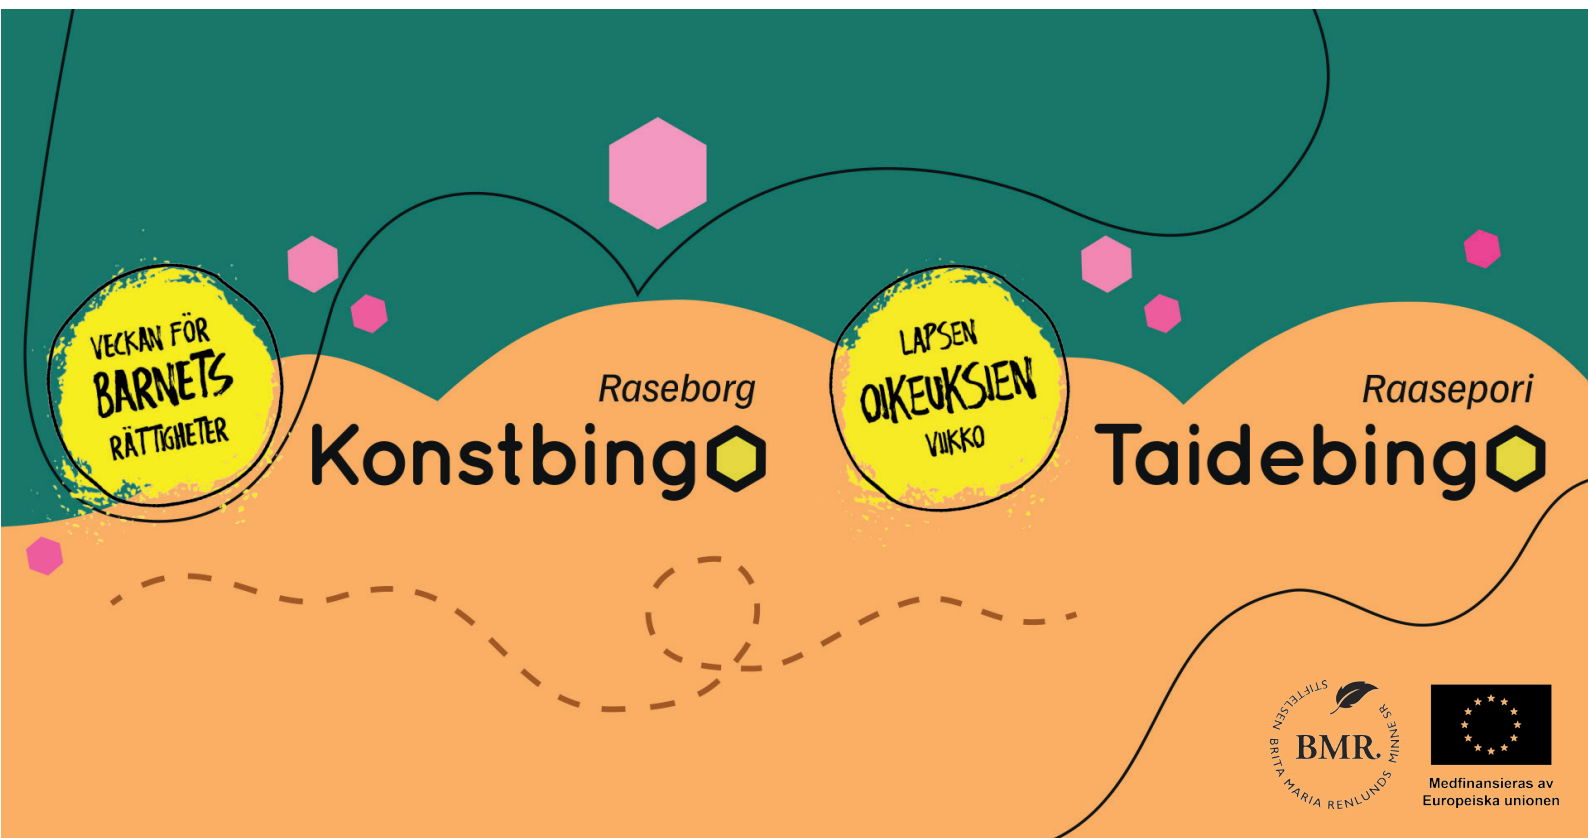 VECKAN FÖR
BARNETS
RÄTTIGHETER
Raseborg
Konstbingo
LAPSEN
OIKEUKSIEN
VIIKKO
Raasepori
Taidebingo
STIFTELSEN BRITA MARIA RENLUNDS MINNE SR
BMR.
Medfinansieras av
Europeiska unionen